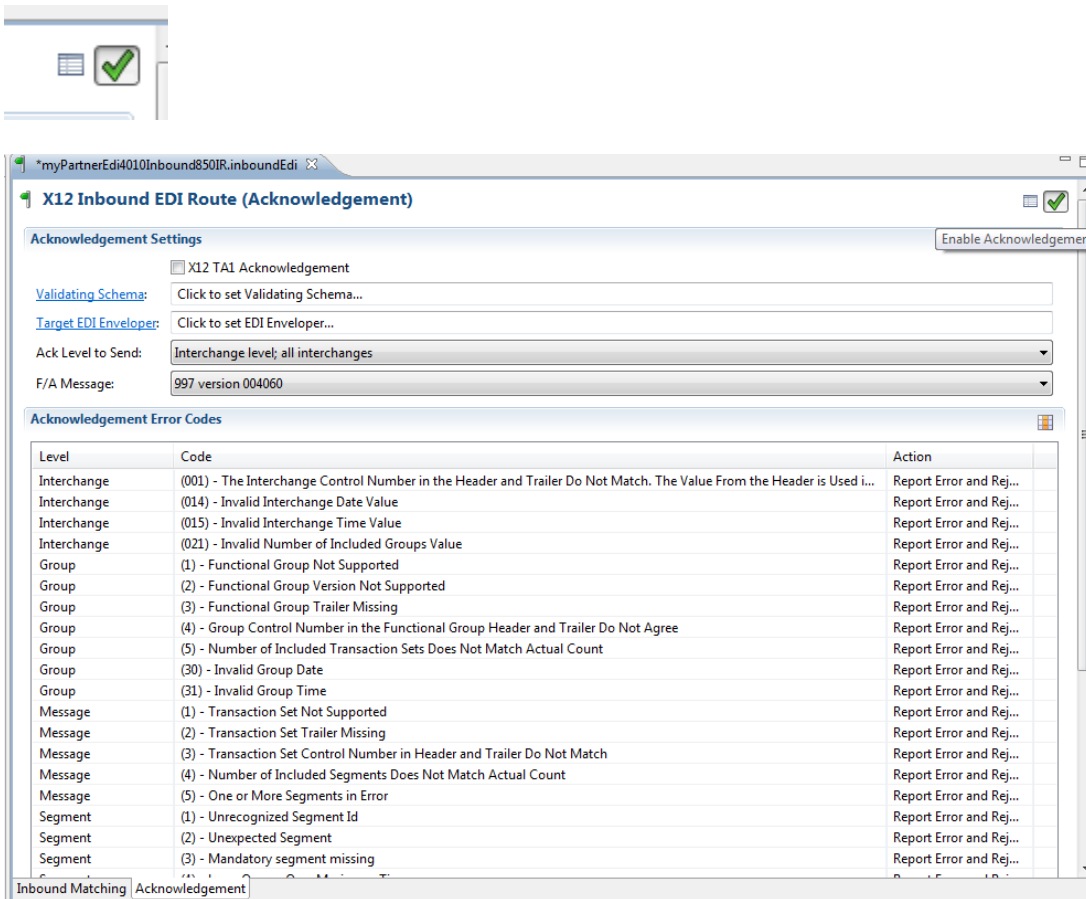 *myPartnerEdi4010Inbound850IR.inboundEdi
X12 Inbound EDI Route (Acknowledgement)
Acknowledgement Settings
Enable Acknowledgemen
X12 TA1 Acknowledgement
Validating Schema: Click to set Validating Schema...
Target EDI Enveloper: Click to set EDI Enveloper...
Ack Level to Send: Interchange level; all interchanges
F/A Message: 997 version 004060
Acknowledgement Error Codes
Level Code Action
Interchange (001) - The Interchange Control Number in the Header and Trailer Do Not Match. The Value From the Header is Used i... Report Error and Rej...
Interchange (014) - Invalid Interchange Date Value Report Error and Rej...
Interchange (015) - Invalid Interchange Time Value Report Error and Rej...
Interchange (021) - Invalid Number of Included Groups Value Report Error and Rej...
Group (1) - Functional Group Not Supported Report Error and Rej...
Group (2) - Functional Group Version Not Supported Report Error and Rej...
Group (3) - Functional Group Trailer Missing Report Error and Rej...
Group (4) - Group Control Number in the Functional Group Header and Trailer Do Not Agree Report Error and Rej...
Group (5) - Number of Included Transaction Sets Does Not Match Actual Count Report Error and Rej...
Group (30) - Invalid Group Date Report Error and Rej...
Group (31) - Invalid Group Time Report Error and Rej...
Message (1) - Transaction Set Not Supported Report Error and Rej...
Message (2) - Transaction Set Trailer Missing Report Error and Rej...
Message (3) - Transaction Set Control Number in Header and Trailer Do Not Match Report Error and Rej...
Message (4) - Number of Included Segments Does Not Match Actual Count Report Error and Rej...
Message (5) - One or More Segments in Error Report Error and Rej...
Segment (1) - Unrecognized Segment Id Report Error and Rej...
Segment (2) - Unexpected Segment Report Error and Rej...
Segment (3) - Mandatory segment missing Report Error and Rej...
Inbound Matching Acknowledgement